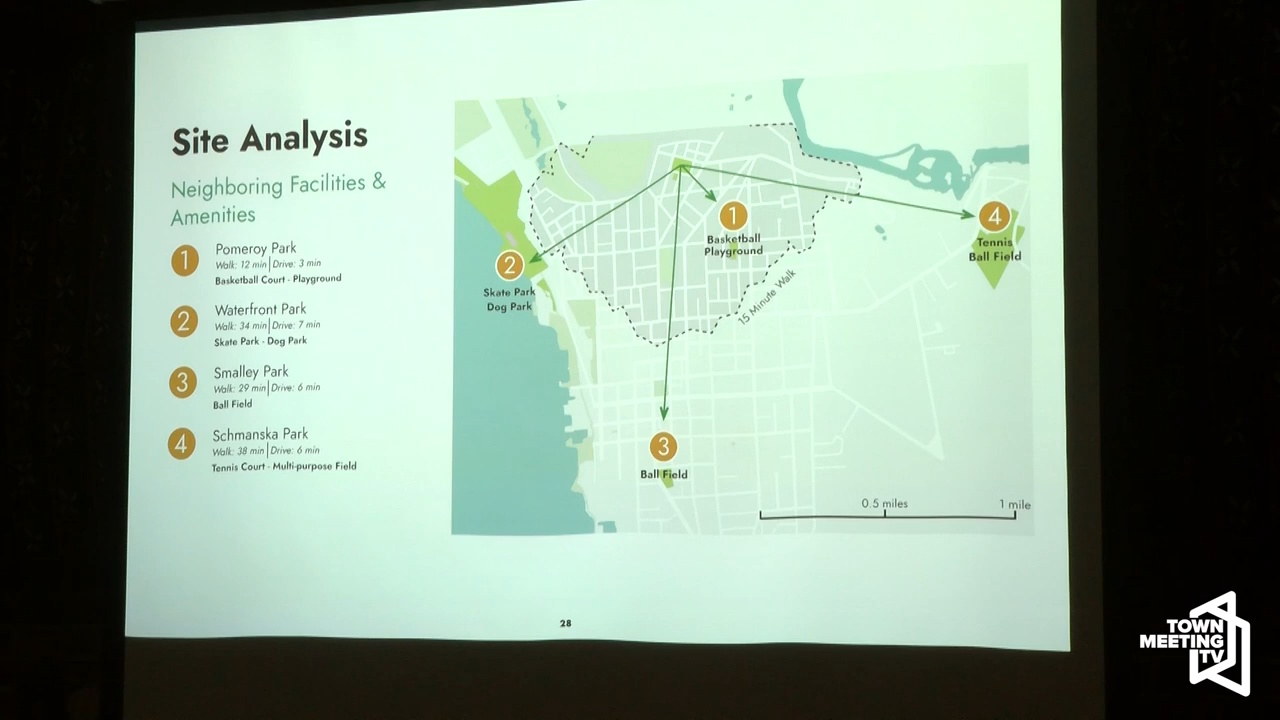 Site Analysis
Neighboring Facilities &
Amenities
1
Pomeroy Park
Walk: 12 min | Drive: 3 min
Basketball Court - Playground
2
Waterfront Park
Walk: 34 min | Drive: 7 min
Skate Park - Dog Park
3
Smalley Park
Walk: 29 min | Drive: 6 min
Ball Field
4
Schmanska Park
Walk: 38 min | Drive: 6 min
Tennis Court - Multi-purpose Field
1
Basketball
Playground
2
Skate Park
Dog Park
3
Ball Field
4
Tennis
Ball Field
15 Minute Walk
0.5 miles
1 mile
28
TOWN
MEETING
TV